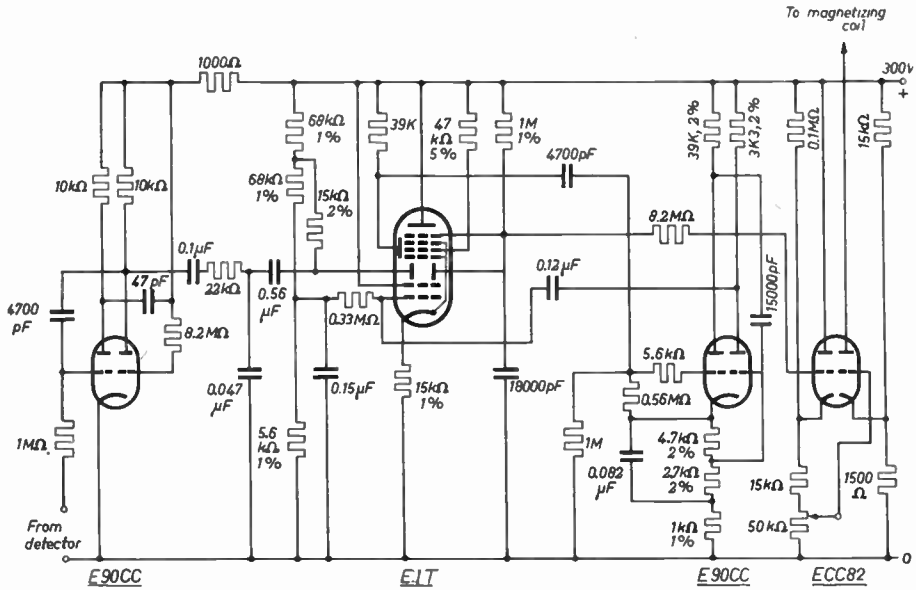 To magnetizing
coil
1000Ω
300V
+
68kΩ
1%
39K
47
kΩ
5%
1M
1%
4700pF
39K, 2%
3K3, 2%
0.1MΩ
15kΩ
10kΩ
10kΩ
68kΩ
1%
15kΩ
2%
8.2MΩ
0.1µF
47pF
22kΩ
0.56
µF
0.12µF
15000pF
4700
pF
8.2MΩ
0.33MΩ
5.6kΩ
0.56MΩ
0.047
µF
0.15µF
15kΩ
1%
18000pF
1MΩ
5.6
kΩ
1%
1M
0.082
µF
4.7kΩ
2%
2.7kΩ
2%
1kΩ
1%
15kΩ
50kΩ
1500
Ω
From
detector
0
E90CC
E1T
E90CC
ECC82